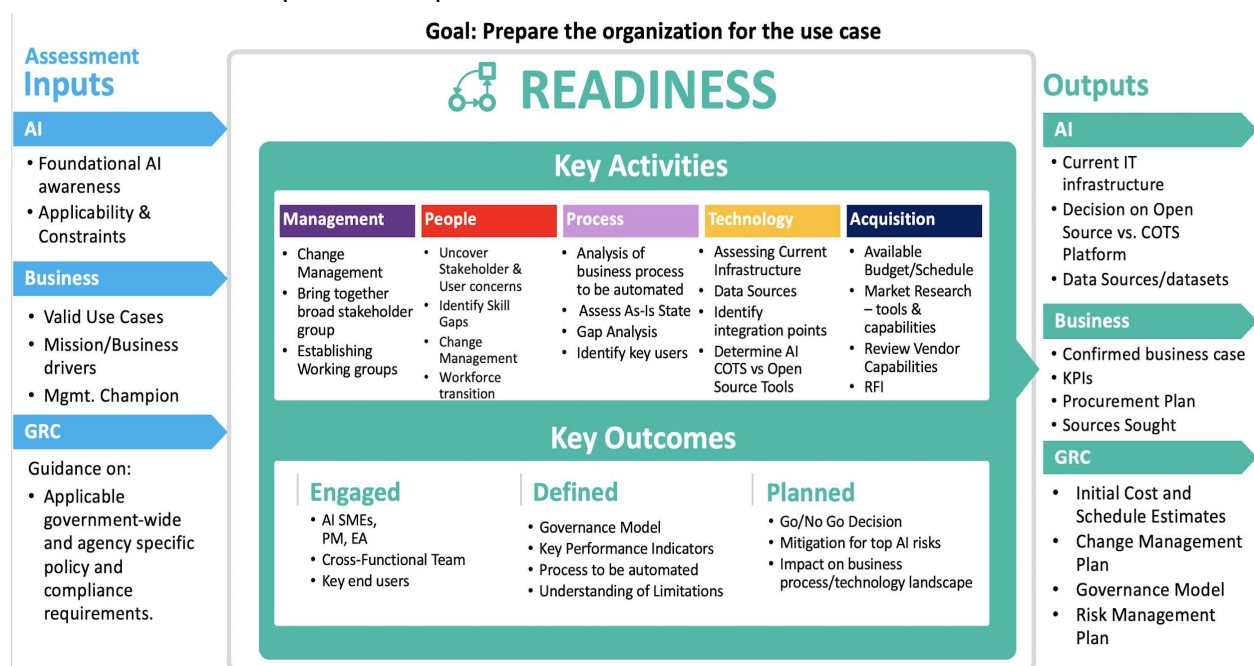 Goal: Prepare the organization for the use case
Assessment
Inputs
AI
• Foundational AI
awareness
• Applicability &
Constraints
Business
• Valid Use Cases
• Mission/Business
drivers
• Mgmt. Champion
GRC
Guidance on:
• Applicable
government-wide
and agency specific
policy and
compliance
requirements.
READINESS
Key Activities
Management
• Change
Management
• Bring together
broad stakeholder
group
• Establishing
Working groups
People
• Uncover
Stakeholder &
User concerns
• Identify Skill
Gaps
• Change
Management
• Workforce
transition
Process
• Analysis of
business process
to be automated
• Assess As-Is State
• Gap Analysis
• Identify key users
Technology
• Assessing Current
Infrastructure
• Data Sources
• Identify
integration points
• Determine AI
COTS vs Open
Source Tools
Acquisition
• Available
Budget/Schedule
• Market Research
– tools &
capabilities
• Review Vendor
Capabilities
• RFI
Key Outcomes
Engaged
• AI SMEs,
PM, EA
• Cross-Functional Team
• Key end users
Defined
• Governance Model
• Key Performance Indicators
• Process to be automated
• Understanding of Limitations
Planned
• Go/No Go Decision
• Mitigation for top AI risks
• Impact on business
process/technology landscape
Outputs
AI
• Current IT
infrastructure
• Decision on Open
Source vs. COTS
Platform
• Data Sources/datasets
Business
• Confirmed business case
• KPIs
• Procurement Plan
• Sources Sought
GRC
• Initial Cost and
Schedule Estimates
• Change Management
Plan
• Governance Model
• Risk Management
Plan